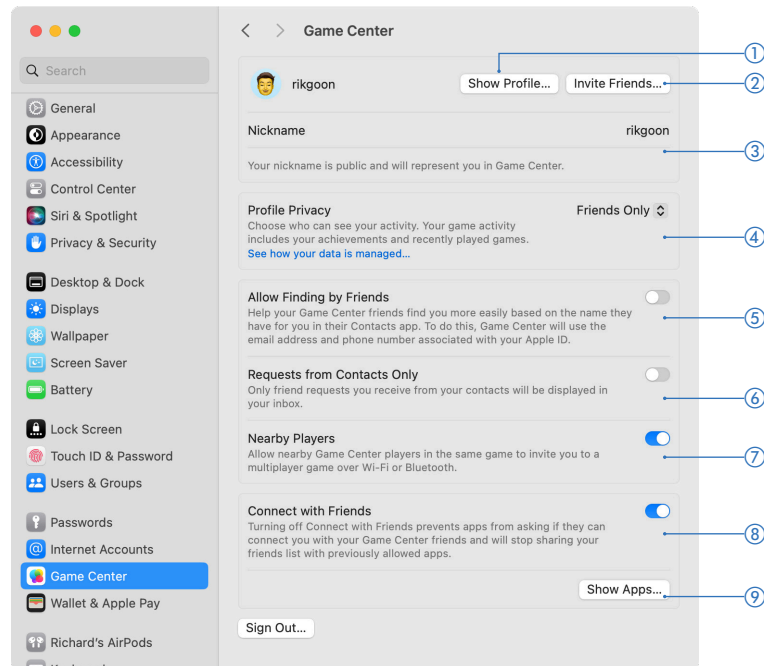 Game Center
Search
General
Appearance
Accessibility
Control Center
Siri & Spotlight
Privacy & Security
Desktop & Dock
Displays
Wallpaper
Screen Saver
Battery
Lock Screen
Touch ID & Password
Users & Groups
Passwords
Internet Accounts
Game Center
Wallet & Apple Pay
Richard's AirPods
rikgoon
Show Profile...
Invite Friends...
Nickname
rikgoon
Your nickname is public and will represent you in Game Center.
Profile Privacy
Friends Only
Choose who can see your activity. Your game activity
includes your achievements and recently played games.
See how your data is managed...
Allow Finding by Friends
Help your Game Center friends find you more easily based on the name they
have for you in their Contacts app. To do this, Game Center will use the
email address and phone number associated with your Apple ID.
Requests from Contacts Only
Only friend requests you receive from your contacts will be displayed in
your inbox.
Nearby Players
Allow nearby Game Center players in the same game to invite you to a
multiplayer game over Wi-Fi or Bluetooth.
Connect with Friends
Turning off Connect with Friends prevents apps from asking if they can
connect you with your Game Center friends and will stop sharing your
friends list with previously allowed apps.
Show Apps...
Sign Out...
①
②
③
④
⑤
⑥
⑦
⑧
⑨